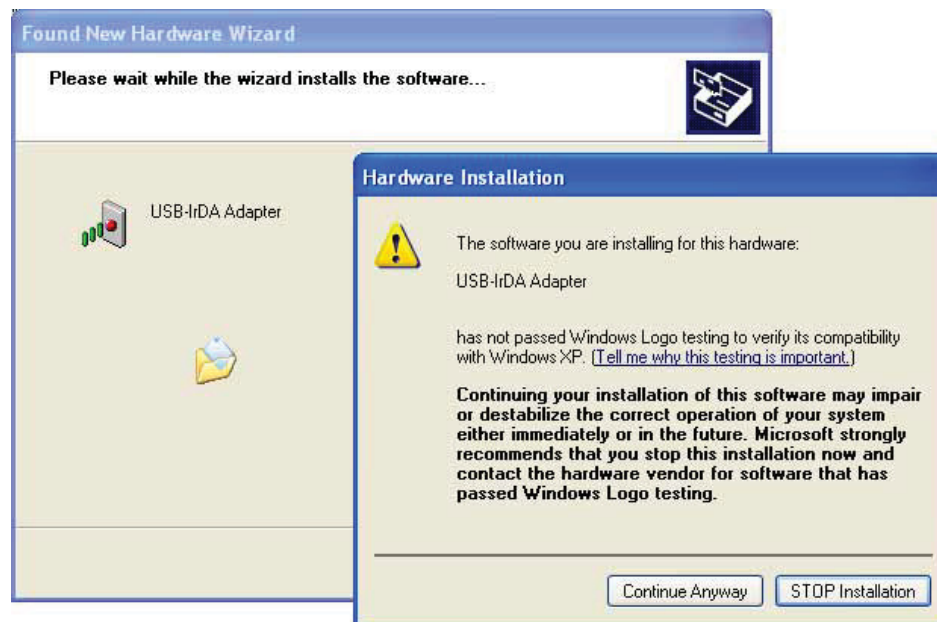 Found New Hardware Wizard
Please wait while the wizard installs the software...
USB-IrDA Adapter
Hardware Installation
The software you are installing for this hardware:
USB-IrDA Adapter
has not passed Windows Logo testing to verify its compatibility
with Windows XP. (Tell me why this testing is important.)
Continuing your installation of this software may impair
or destabilize the correct operation of your system
either immediately or in the future. Microsoft strongly
recommends that you stop this installation now and
contact the hardware vendor for software that has
passed Windows Logo testing.
Continue Anyway
STOP Installation